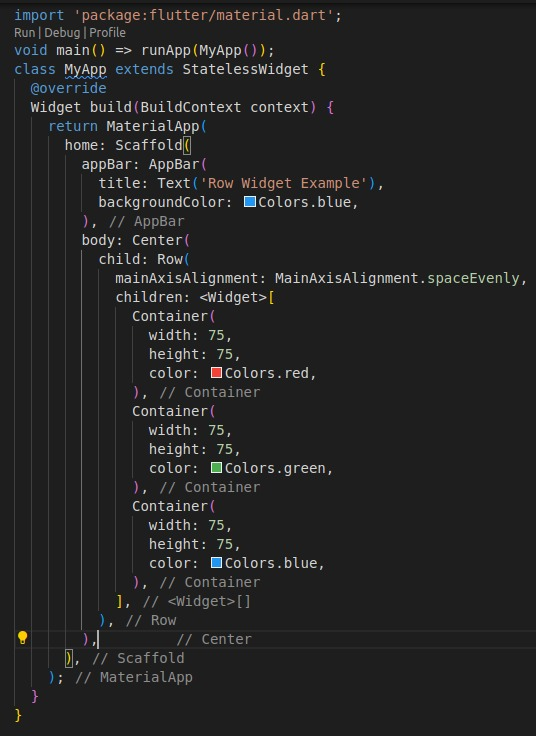 import 'package:flutter/material.dart';
Run | Debug | Profile
void main() => runApp(MyApp());
class MyApp extends StatelessWidget {
  @override
  Widget build(BuildContext context) {
    return MaterialApp(
      home: Scaffold(
        appBar: AppBar(
          title: Text('Row Widget Example'),
          backgroundColor: Colors.blue,
        ), // AppBar
        body: Center(
          child: Row(
            mainAxisAlignment: MainAxisAlignment.spaceEvenly,
            children: <Widget>[
              Container(
                width: 75,
                height: 75,
                color: Colors.red,
              ), // Container
              Container(
                width: 75,
                height: 75,
                color: Colors.green,
              ), // Container
              Container(
                width: 75,
                height: 75,
                color: Colors.blue,
              ), // Container
            ], // <Widget>[]
          ), // Row
        ),         // Center
      ), // Scaffold
    ); // MaterialApp
  }
}